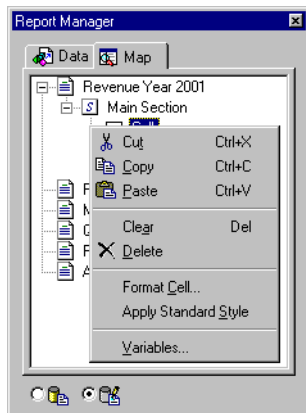 Report Manager
Data Map
Revenue Year 2001
S Main Section
Cut Ctrl+X
Copy Ctrl+C
Paste Ctrl+V
Clear Del
Delete
Format Cell...
Apply Standard Style
Variables...